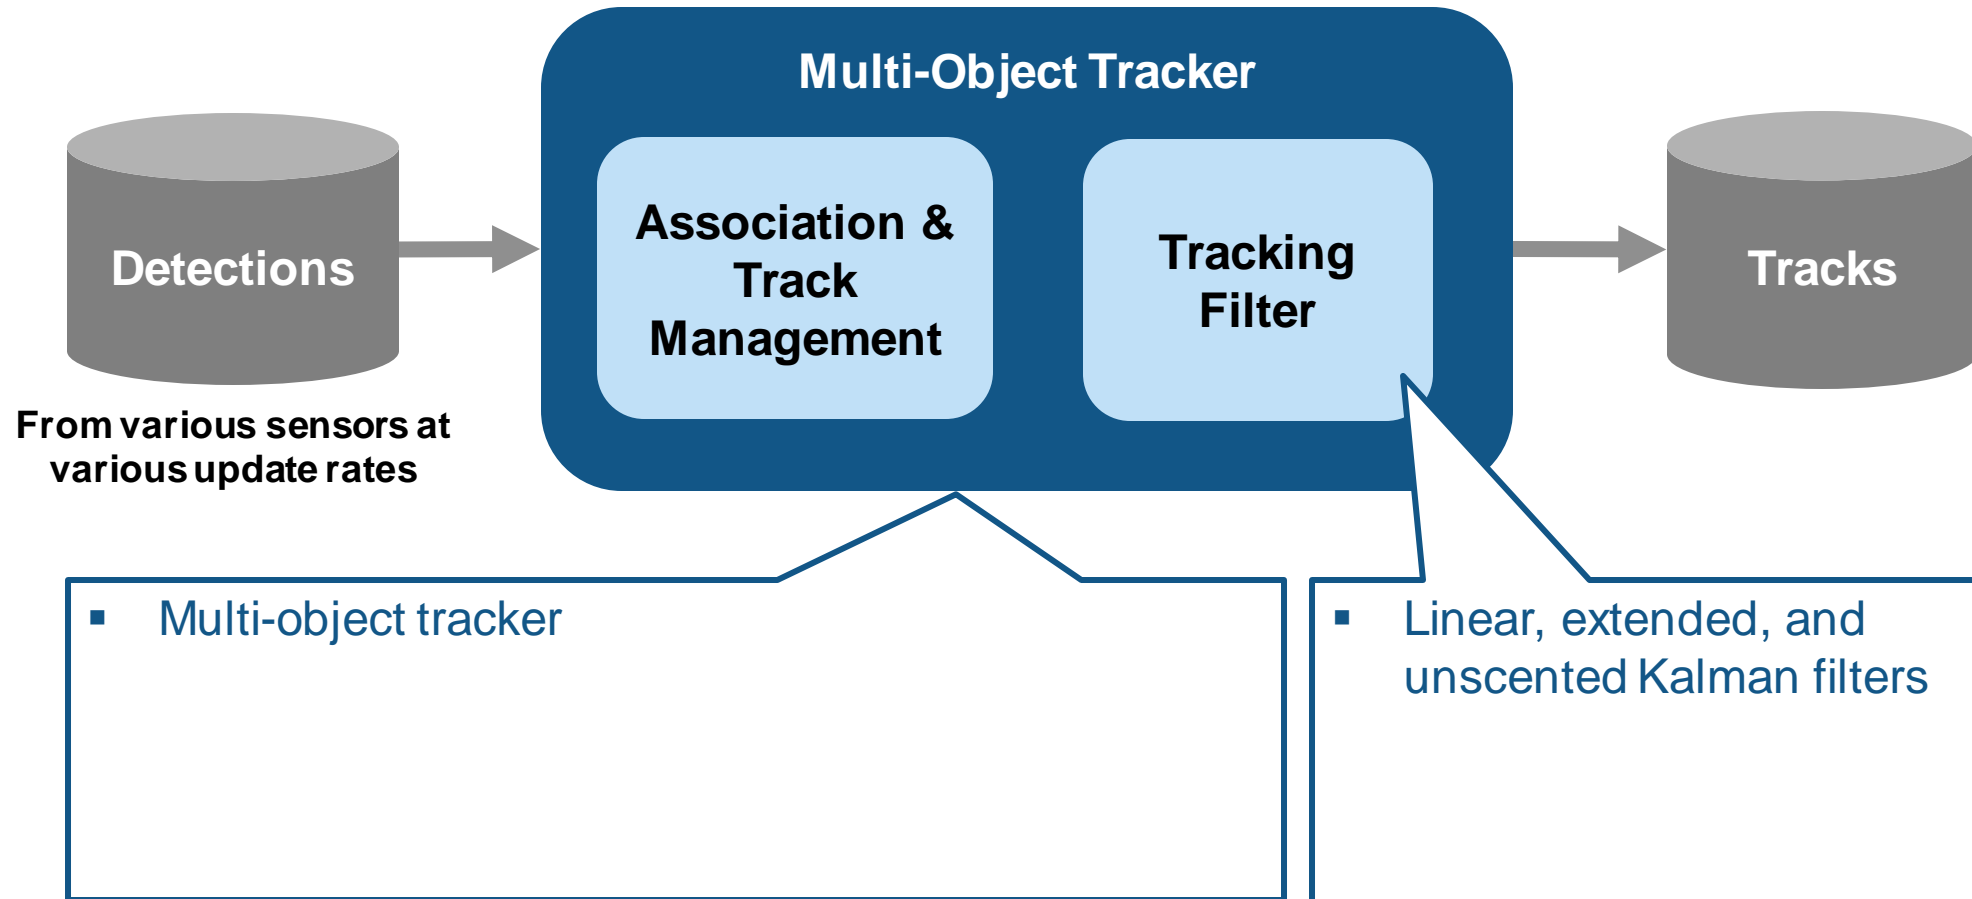 Multi-Object Tracker
Detections
Association &
Track
Management
Tracking
Filter
Tracks
From various sensors at
various update rates
▪ Multi-object tracker
▪ Linear, extended, and
unscented Kalman filters